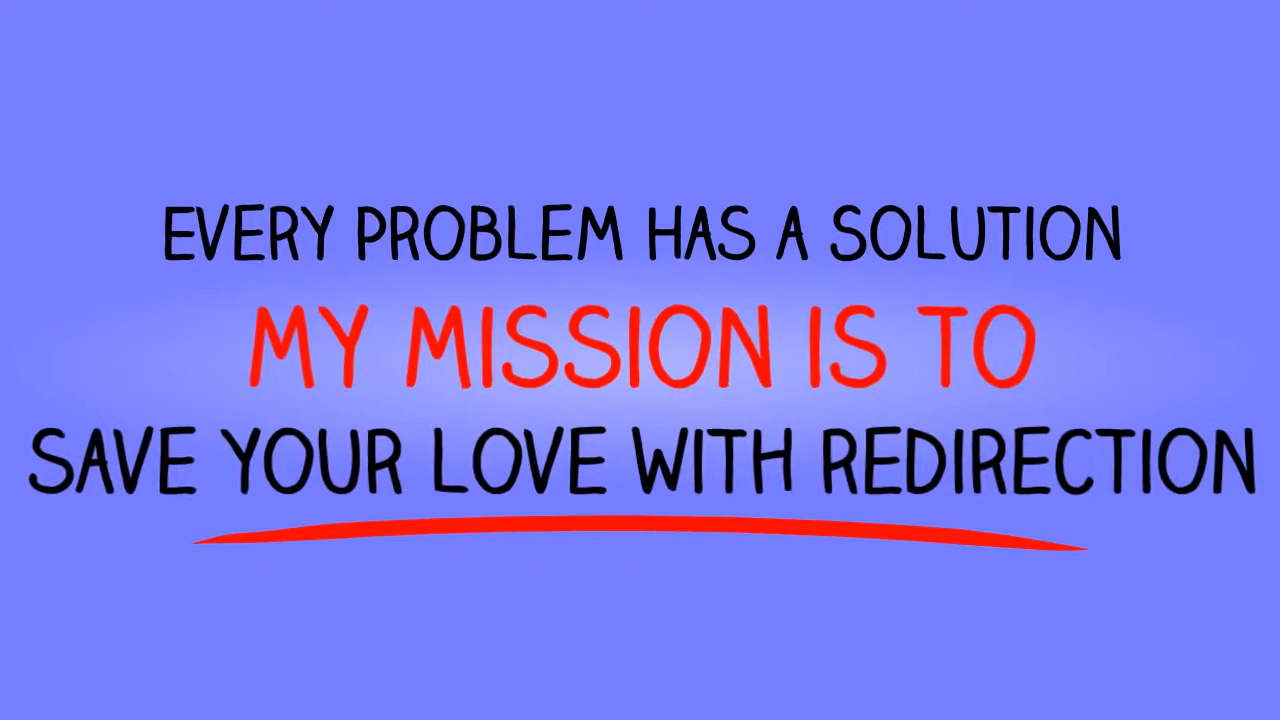 EVERY PROBLEM HAS A SOLUTION
MY MISSION IS TO
SAVE YOUR LOVE WITH REDIRECTION